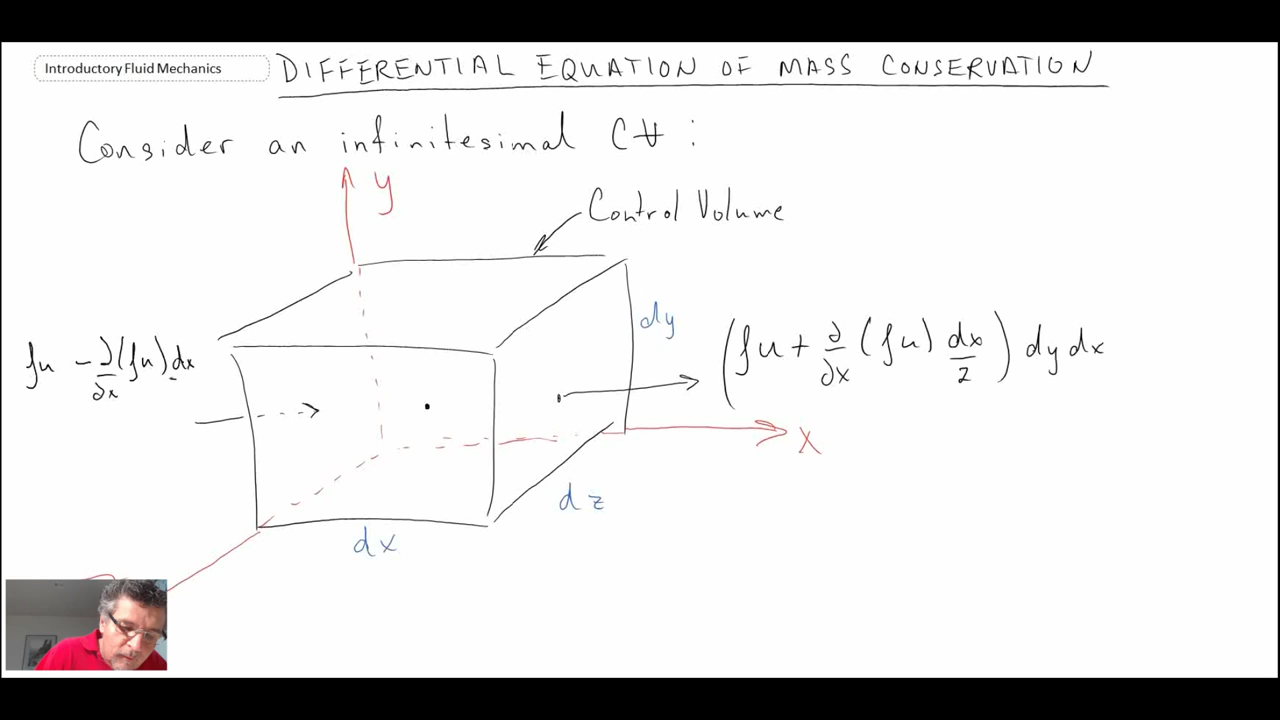 Introductory Fluid Mechanics
DIFFERENTIAL EQUATION OF MASS CONSERVATION
Consider an infinitesimal C∀ :
y
Control Volume
dy
ρu - ∂/∂x (ρu) dx
(ρu + ∂/∂x (ρu) dx/2) dy dx
x
dz
dx